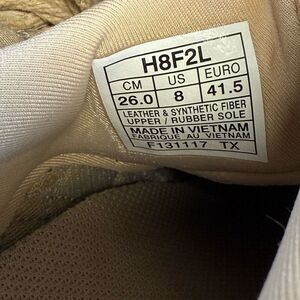 H8F2L
CM US EURO
26.0 8 41.5
LEATHER & SYNTHETIC FIBER
UPPER / RUBBER SOLE
MADE IN VIETNAM
FABRIQUÉ AU VIETNAM
F131117 TX